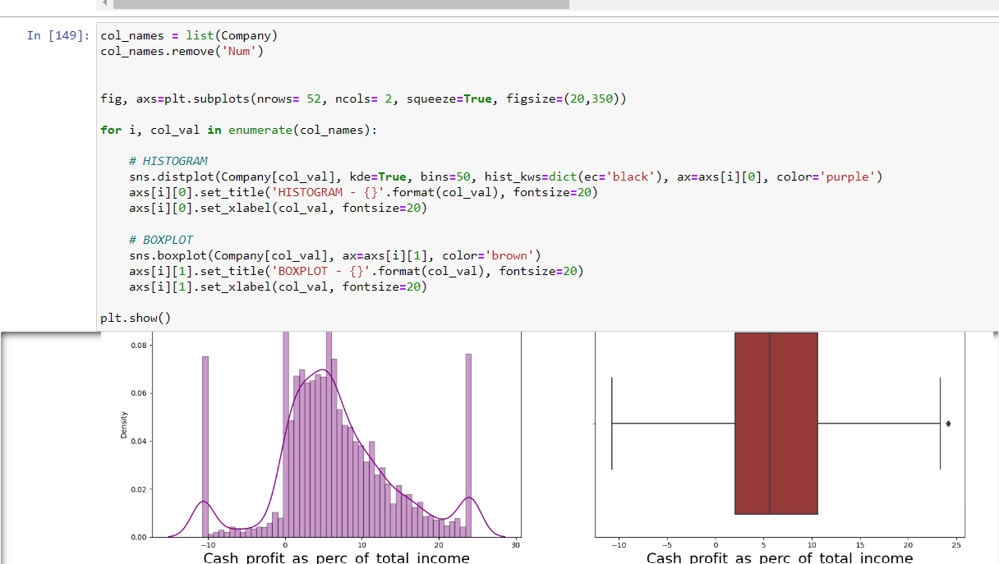 In [149]:
col_names = list(Company)
col_names.remove('Num')
fig, axs=plt.subplots(nrows= 52, ncols= 2, squeeze=True, figsize=(20,350))
for i, col_val in enumerate(col_names):
# HISTOGRAM
sns.distplot(Company[col_val], kde=True, bins=50, hist_kws=dict(ec='black'), ax=axs[i][0], color='purple')
axs[i][0].set_title('HISTOGRAM - {}'.format(col_val), fontsize=20)
axs[i][0].set_xlabel(col_val, fontsize=20)
# BOXPLOT
sns.boxplot(Company[col_val], ax=axs[i][1], color='brown')
axs[i][1].set_title('BOXPLOT - {}'.format(col_val), fontsize=20)
axs[i][1].set_xlabel(col_val, fontsize=20)
plt.show()
0.08
0.06
0.04
0.02
0.00
Density
−10 0 10 20 30
Cash profit as perc of total income
−10 −5 0 5 10 15 20 25
Cash profit as perc of total income